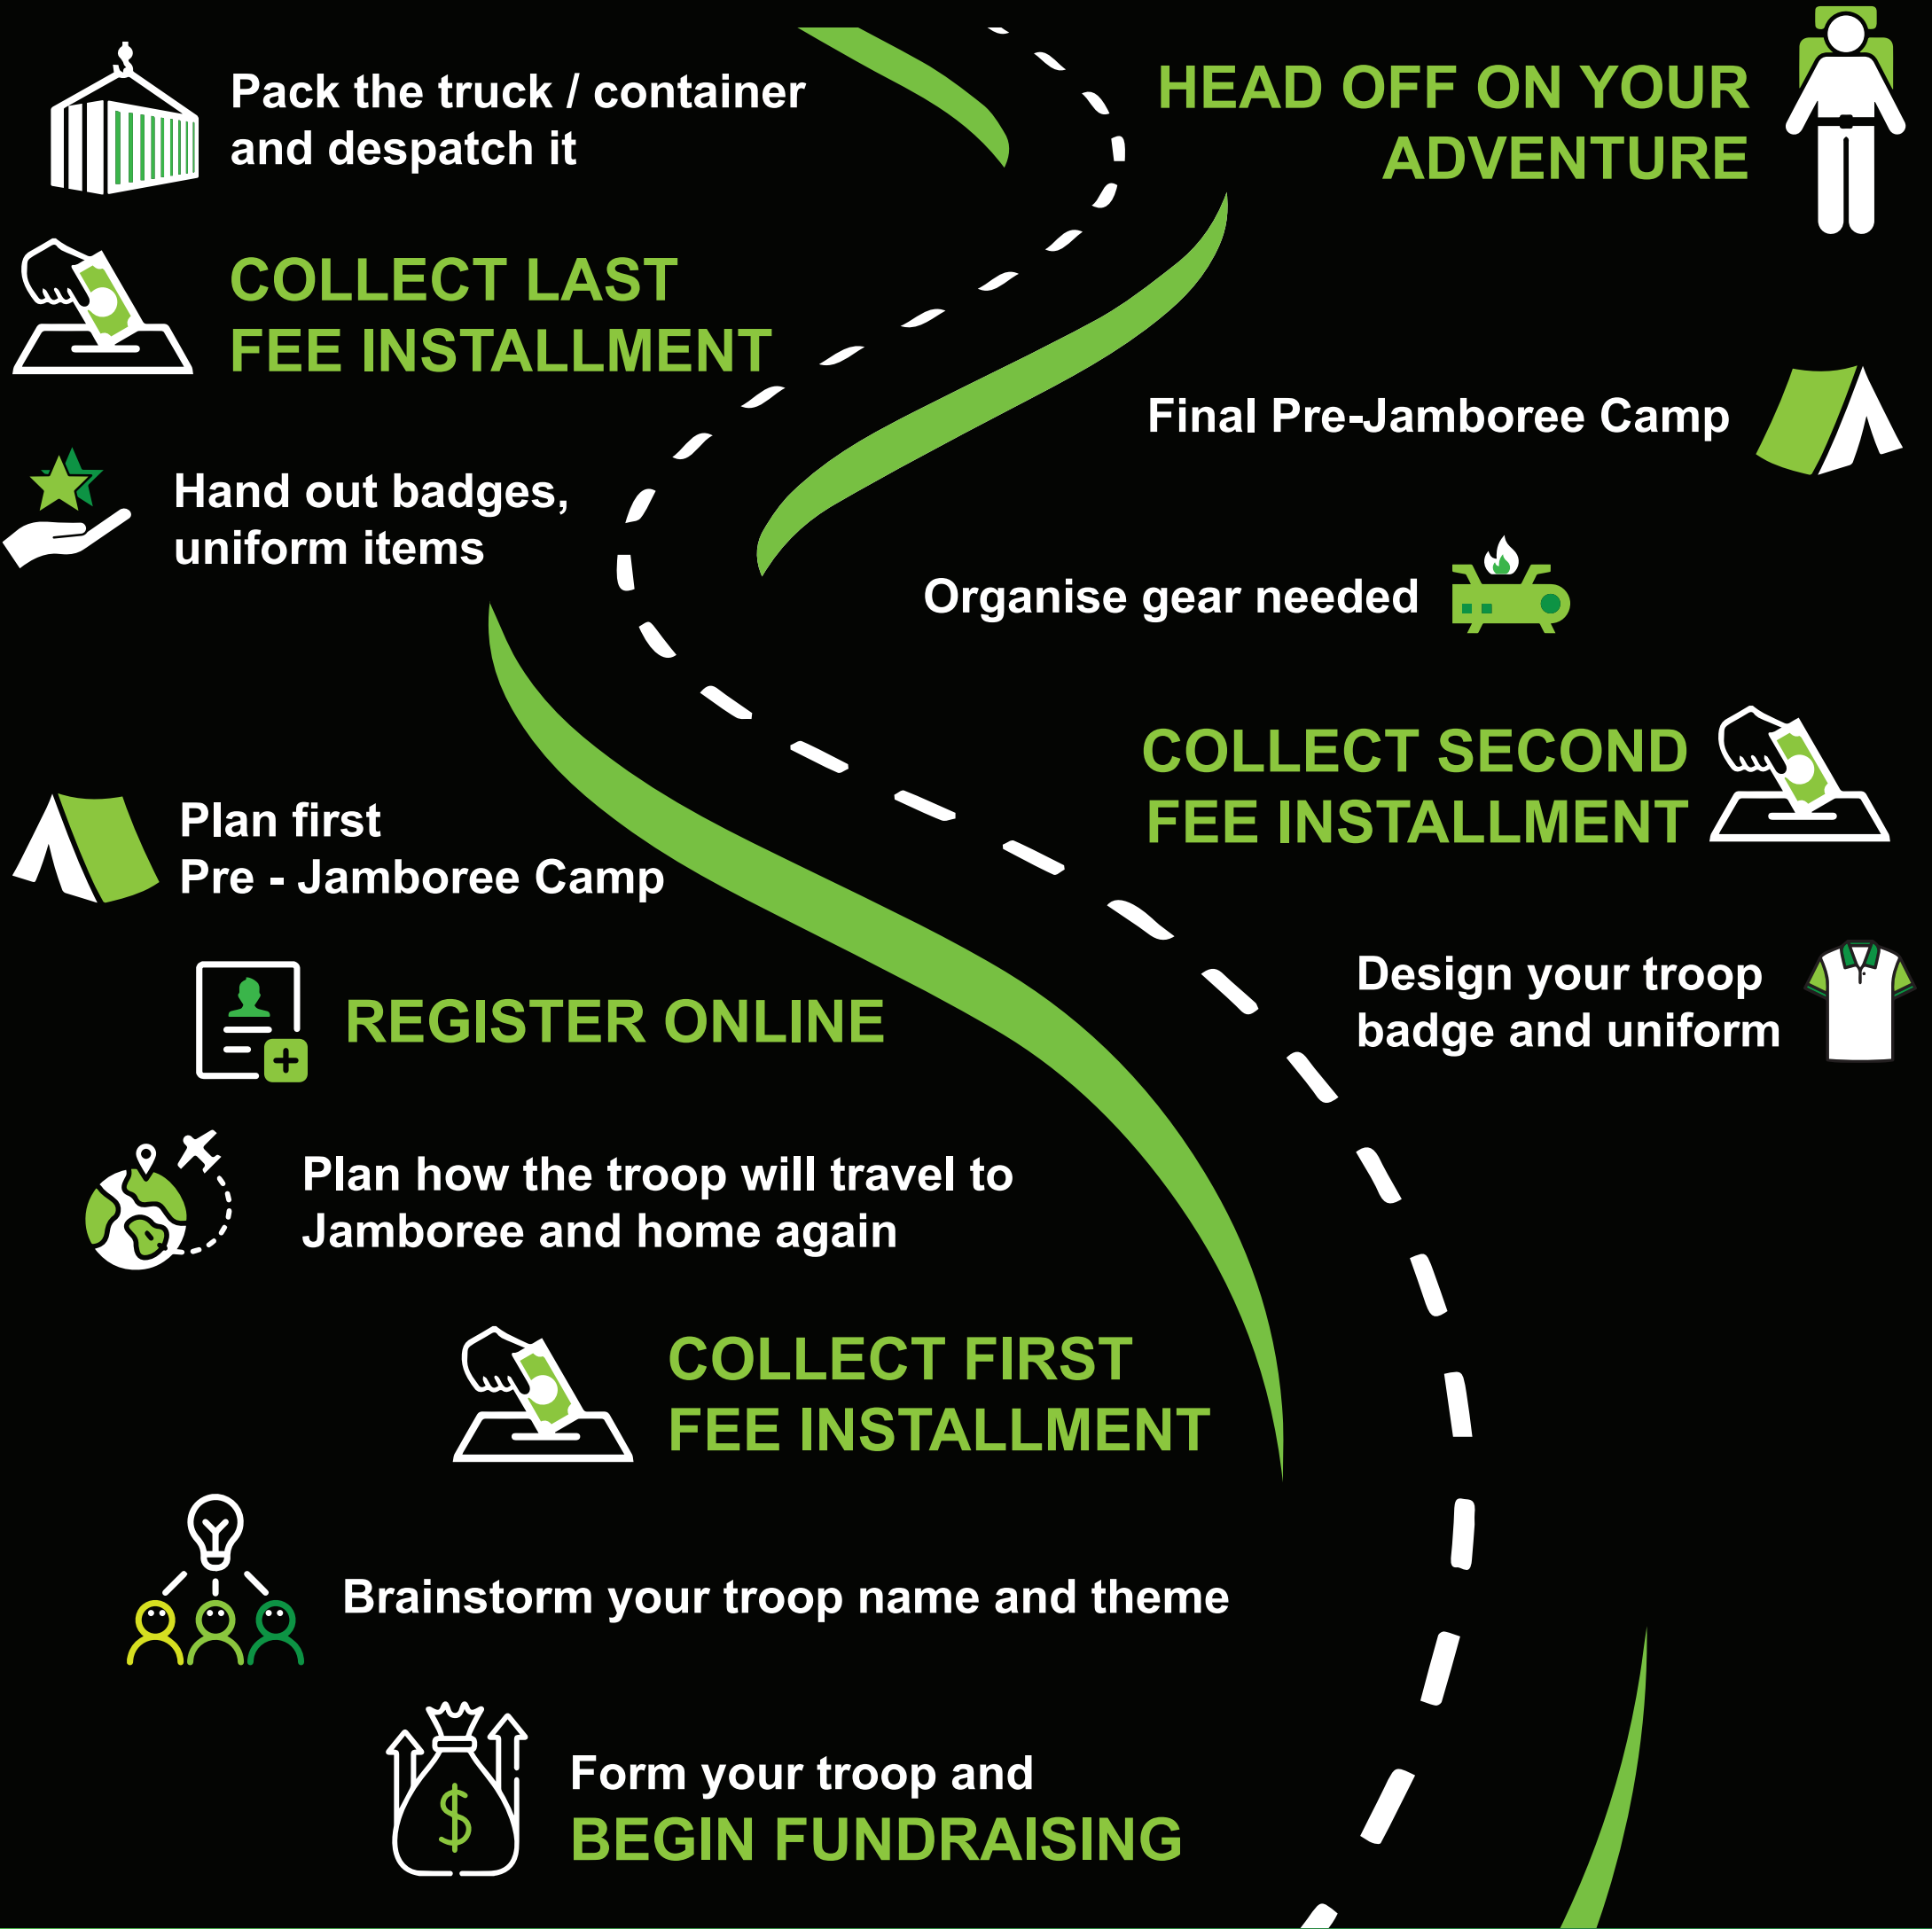 Pack the truck / container
and despatch it
HEAD OFF ON YOUR
ADVENTURE
COLLECT LAST
FEE INSTALLMENT
Final Pre-Jamboree Camp
Hand out badges,
uniform items
Organise gear needed
COLLECT SECOND
FEE INSTALLMENT
Plan first
Pre - Jamboree Camp
Design your troop
badge and uniform
REGISTER ONLINE
Plan how the troop will travel to
Jamboree and home again
COLLECT FIRST
FEE INSTALLMENT
Brainstorm your troop name and theme
Form your troop and
BEGIN FUNDRAISING
$